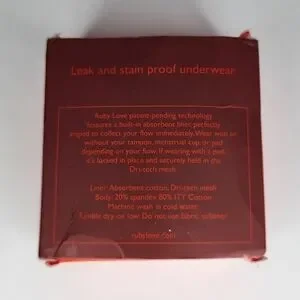 Leak and stain proof underwear
Ruby Love patent-pending technology
features a built-in absorbent liner perfectly
angled to collect your flow immediately. Wear with or
without your tampon, menstrual cup, or pad
depending on your flow. If wearing with a pad,
it's locked in place and securely held in the
Dri-tech mesh.
Liner: Absorbent cotton, Dri-tech mesh
Body: 20% spandex 80% Cotton
Machine wash in cold water
Tumble dry on low Do not use fabric softener
rubylove.com